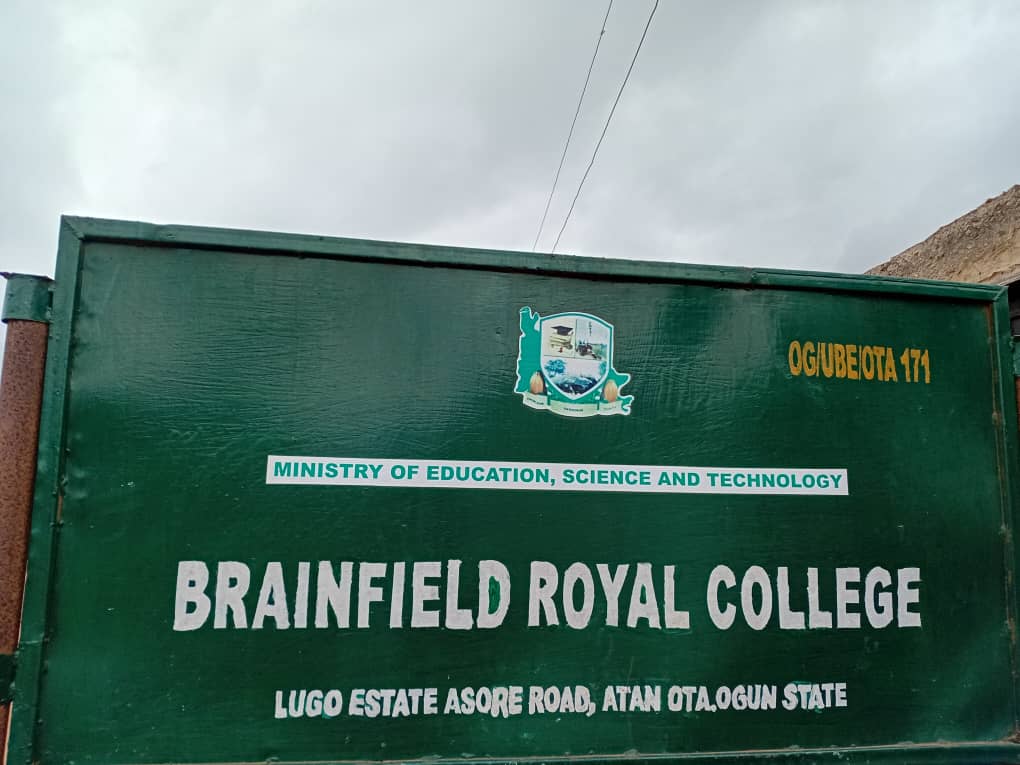 OG/UBE/OTA 171
MINISTRY OF EDUCATION, SCIENCE AND TECHNOLOGY
BRAINFIELD ROYAL COLLEGE
LUGO ESTATE ASORE ROAD, ATAN OTA.OGUN STATE